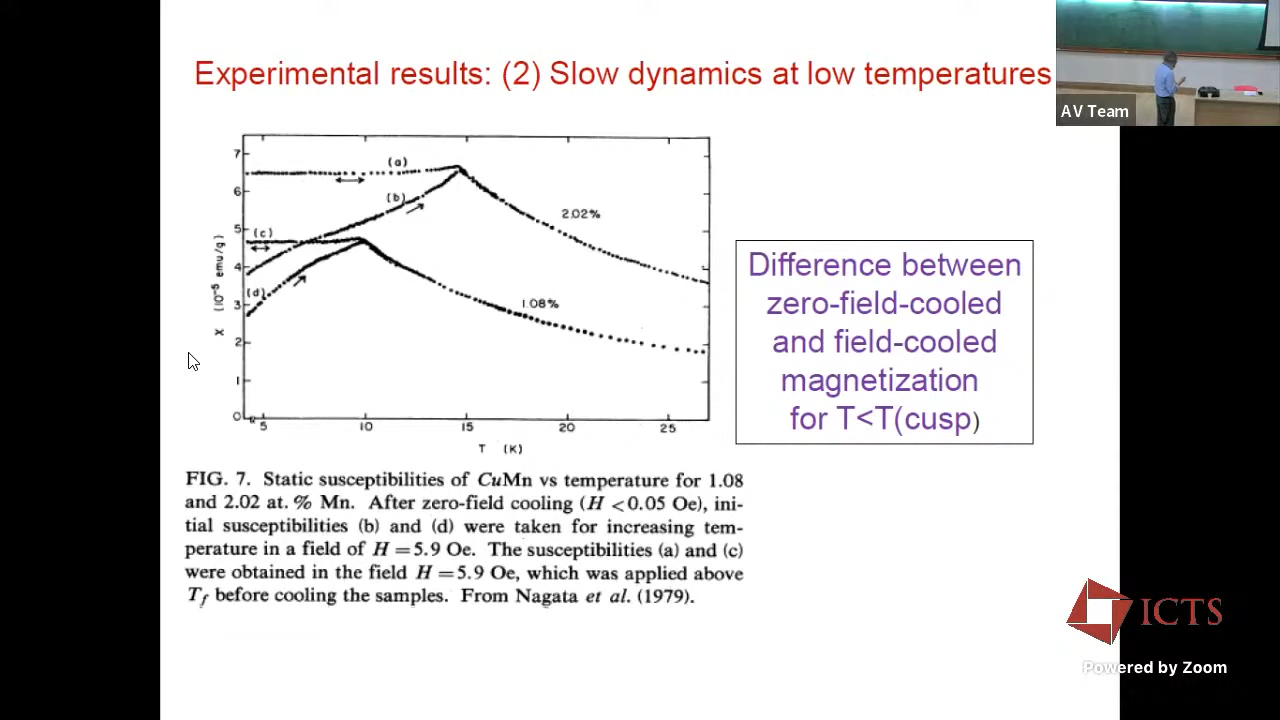 Experimental results: (2) Slow dynamics at low temperatures
AV Team
7
6
5
4
3
2
1
0
χ (10⁻⁵ emu/g)
(a)
(b)
(c)
(d)
2.02%
1.08%
5
10
15
20
25
T (K)
Difference between
zero-field-cooled
and field-cooled
magnetization
for T<T(cusp)
FIG. 7. Static susceptibilities of CuMn vs temperature for 1.08
and 2.02 at. % Mn. After zero-field cooling (H <0.05 Oe), ini-
tial susceptibilities (b) and (d) were taken for increasing tem-
perature in a field of H =5.9 Oe. The susceptibilities (a) and (c)
were obtained in the field H =5.9 Oe, which was applied above
Tf before cooling the samples. From Nagata et al. (1979).
ICTS
Powered by Zoom